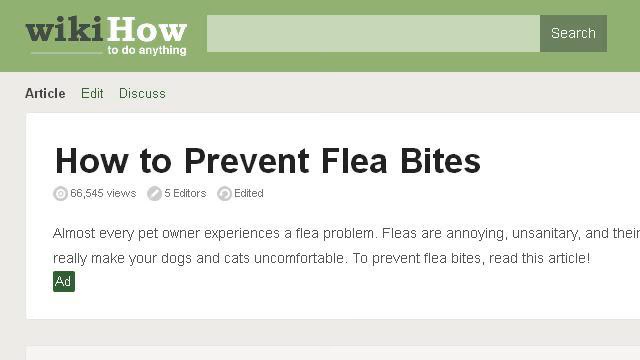 wikiHow
to do anything
Search
Article Edit Discuss
How to Prevent Flea Bites
66,545 views 5 Editors Edited
Almost every pet owner experiences a flea problem. Fleas are annoying, unsanitary, and their
really make your dogs and cats uncomfortable. To prevent flea bites, read this article!
Ad